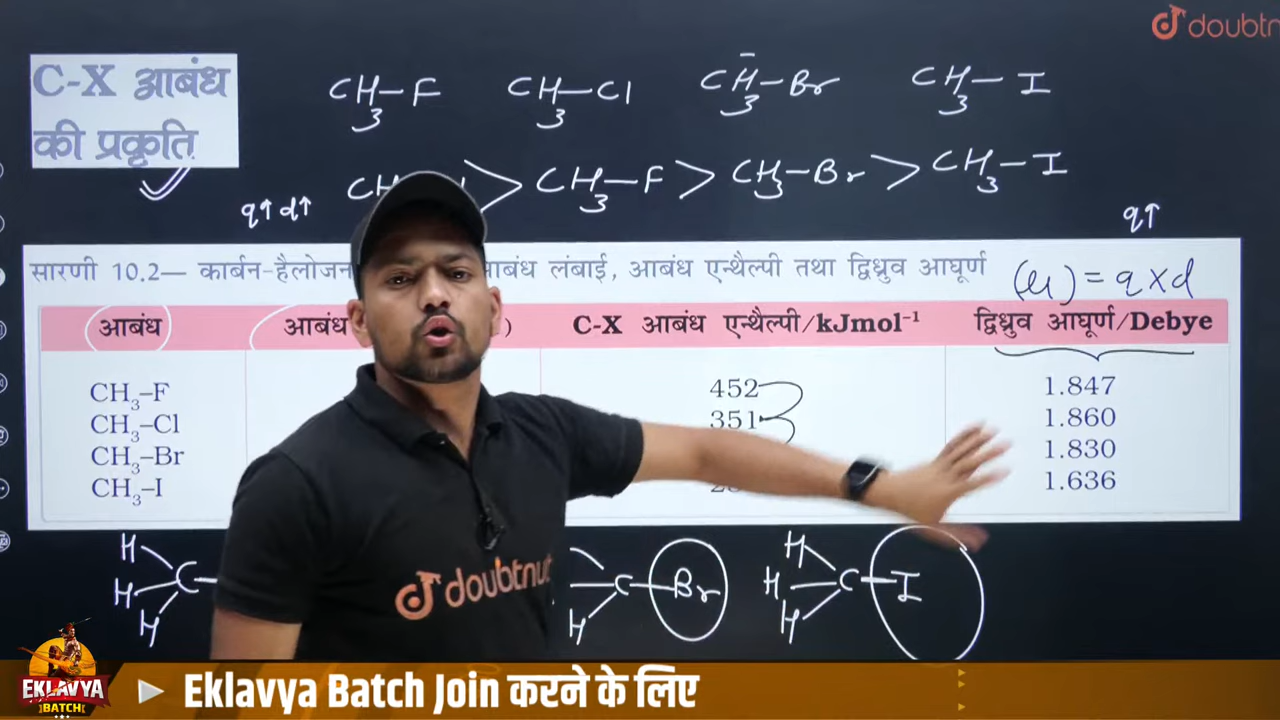 doubtn
C-X आबंध
की प्रकृति
CH3-F CH3-Cl CH3-Br CH3-I
> CH3-F > CH3-Br > CH3-I
q↑ d↑ q↑
सारणी 10.2— कार्बन-हैलोजन आबंध लंबाई, आबंध एन्थैल्पी तथा द्विध्रुव आघूर्ण (μ) = q×d
आबंध आबंध ) C-X आबंध एन्थैल्पी/kJmol⁻¹ द्विध्रुव आघूर्ण/Debye
CH₃–F 452 1.847
CH₃–Cl 351 1.860
CH₃–Br 1.830
CH₃–I 1.636
H H H C
C Br H
H H H C I
doubtnut
EKLAVYA
BATCH
Eklavya Batch Join करने के लिए